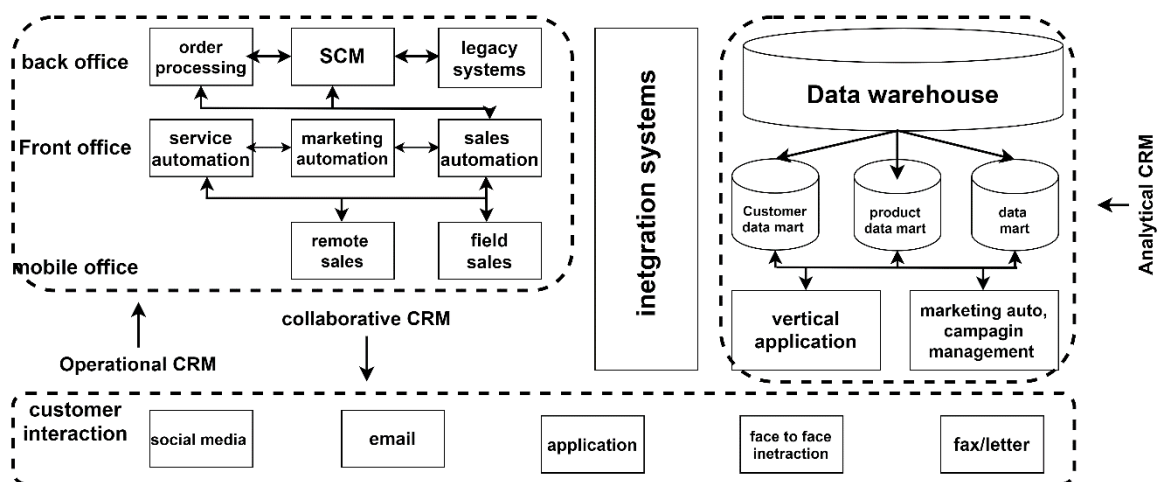 back office
order
processing
SCM
legacy
systems
Front office
service
automation
marketing
automation
sales
automation
remote
sales
field
sales
mobile office
Operational CRM
collaborative CRM
inetgration systems
Data warehouse
Customer
data mart
product
data mart
data
mart
vertical
application
marketing auto,
campagin
management
Analytical CRM
customer
interaction
social media
email
application
face to face
inetraction
fax/letter